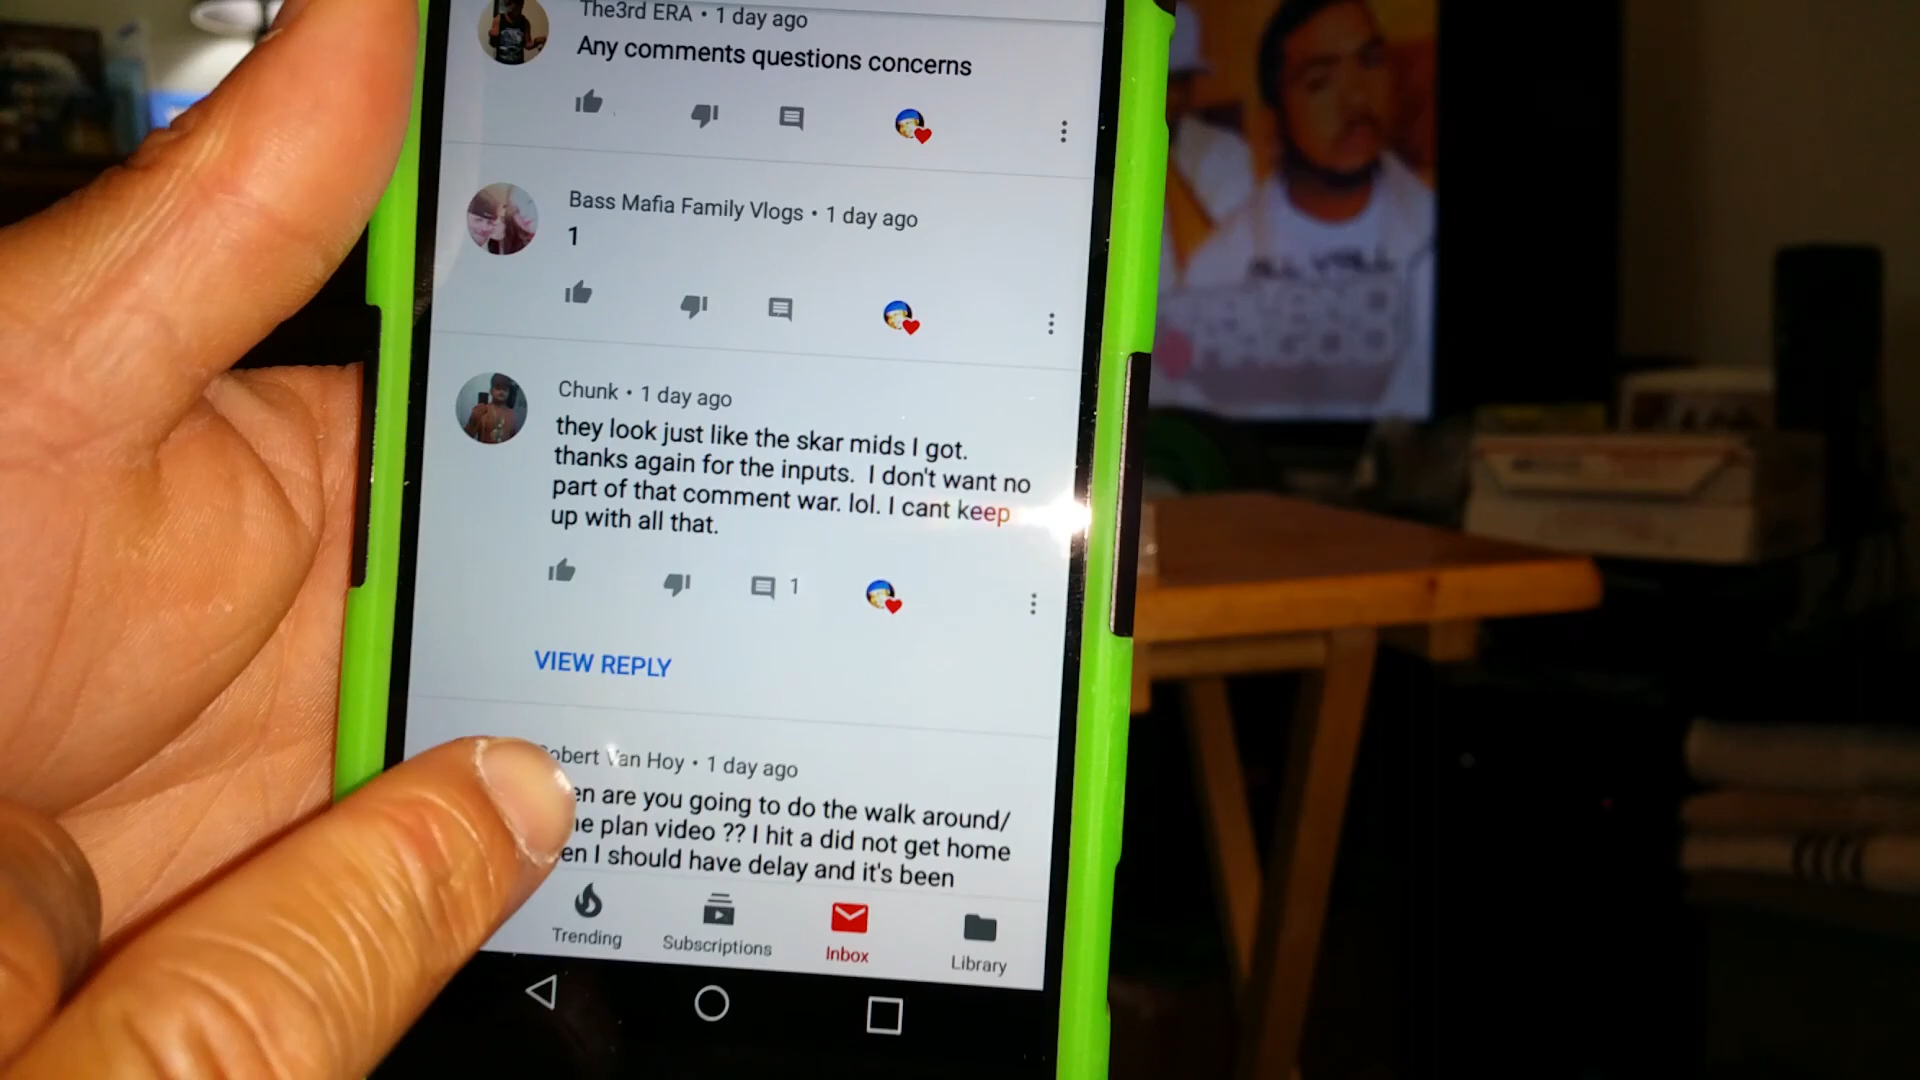 The3rd ERA • 1 day ago
Any comments questions concerns
Bass Mafia Family Vlogs • 1 day ago
1
Chunk • 1 day ago
they look just like the skar mids I got.
thanks again for the inputs. I don't want no
part of that comment war. lol. I cant keep
up with all that.
1
VIEW REPLY
obert Van Hoy • 1 day ago
en are you going to do the walk around/
plan video ?? I hit a did not get home
en I should have delay and it's been
Trending
Subscriptions
Inbox
Library